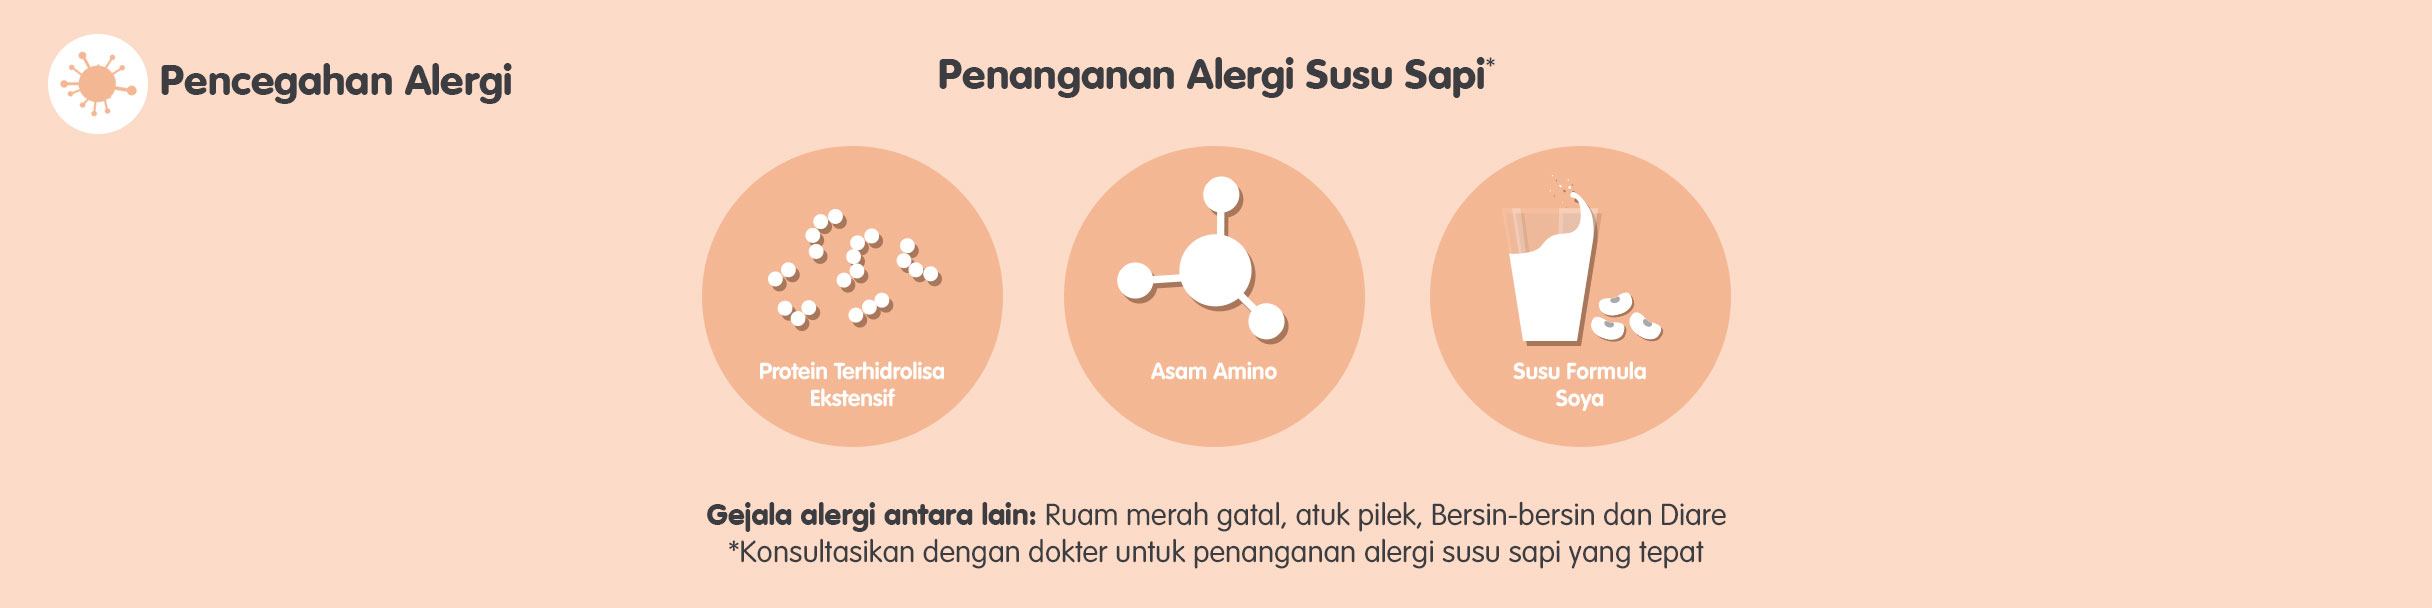 Pencegahan Alergi
Penanganan Alergi Susu Sapi*
Protein Terhidrolisa
Ekstensif
Asam Amino
Susu Formula
Soya
Gejala alergi antara lain: Ruam merah gatal, atuk pilek, Bersin-bersin dan Diare
*Konsultasikan dengan dokter untuk penanganan alergi susu sapi yang tepat